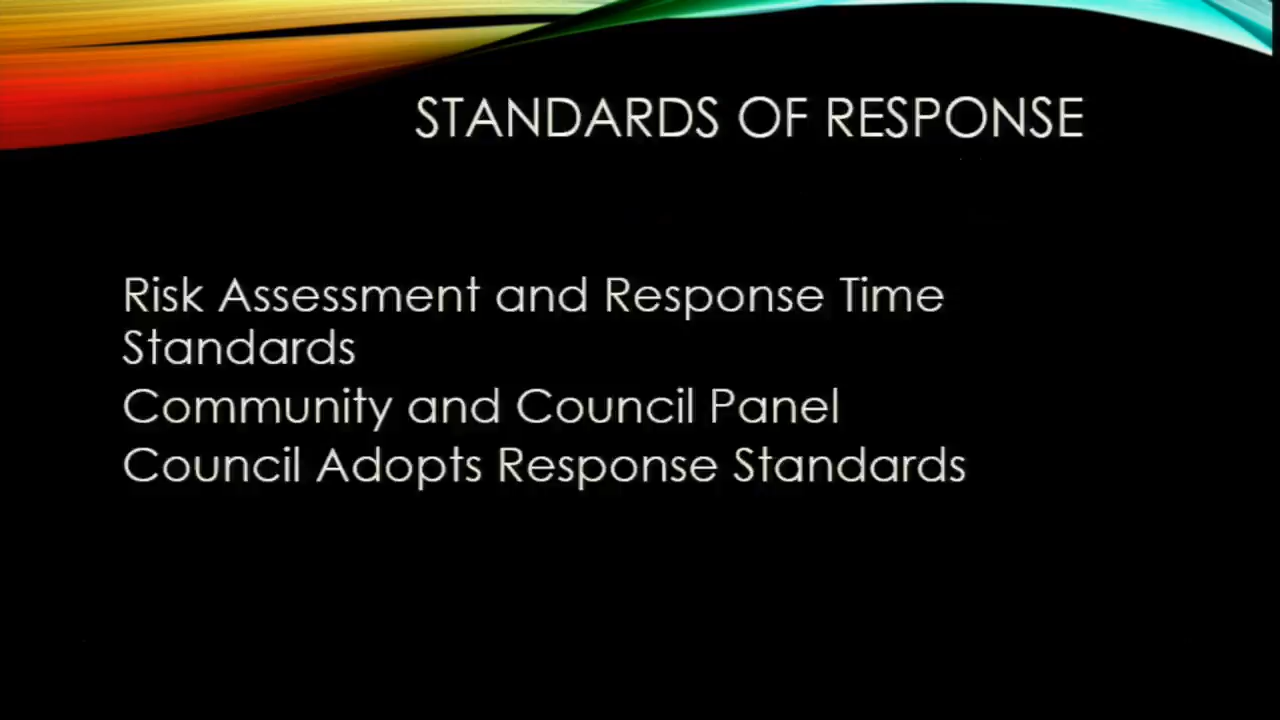 STANDARDS OF RESPONSE
Risk Assessment and Response Time
Standards
Community and Council Panel
Council Adopts Response Standards